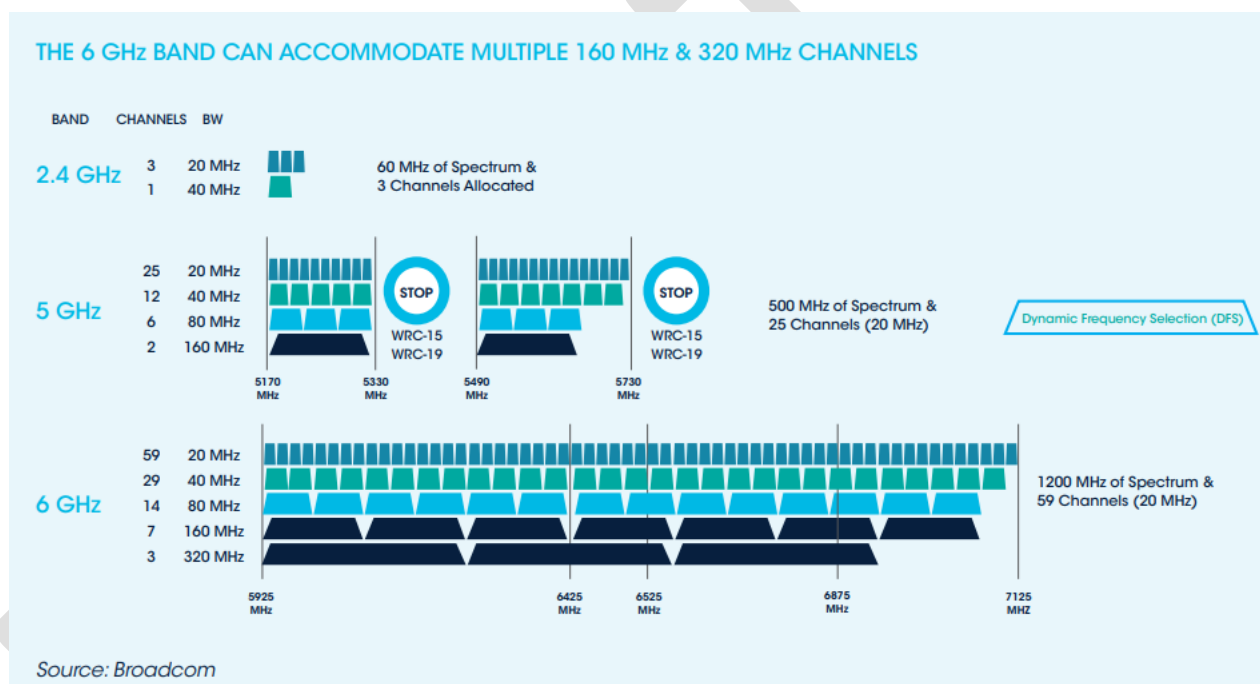 THE 6 GHz BAND CAN ACCOMMODATE MULTIPLE 160 MHz & 320 MHz CHANNELS
BAND CHANNELS BW
2.4 GHz
3 20 MHz
1 40 MHz
60 MHz of Spectrum &
3 Channels Allocated
5 GHz
25 20 MHz
12 40 MHz
6 80 MHz
2 160 MHz
STOP
WRC-15
WRC-19
STOP
WRC-15
WRC-19
500 MHz of Spectrum &
25 Channels (20 MHz)
Dynamic Frequency Selection (DFS)
5170 5330 5490 5730
MHz MHz MHz MHz
6 GHz
59 20 MHz
29 40 MHz
14 80 MHz
7 160 MHz
3 320 MHz
1200 MHz of Spectrum &
59 Channels (20 MHz)
5925 6425 6525 6875 7125
MHz MHz MHz MHz MHZ
Source: Broadcom